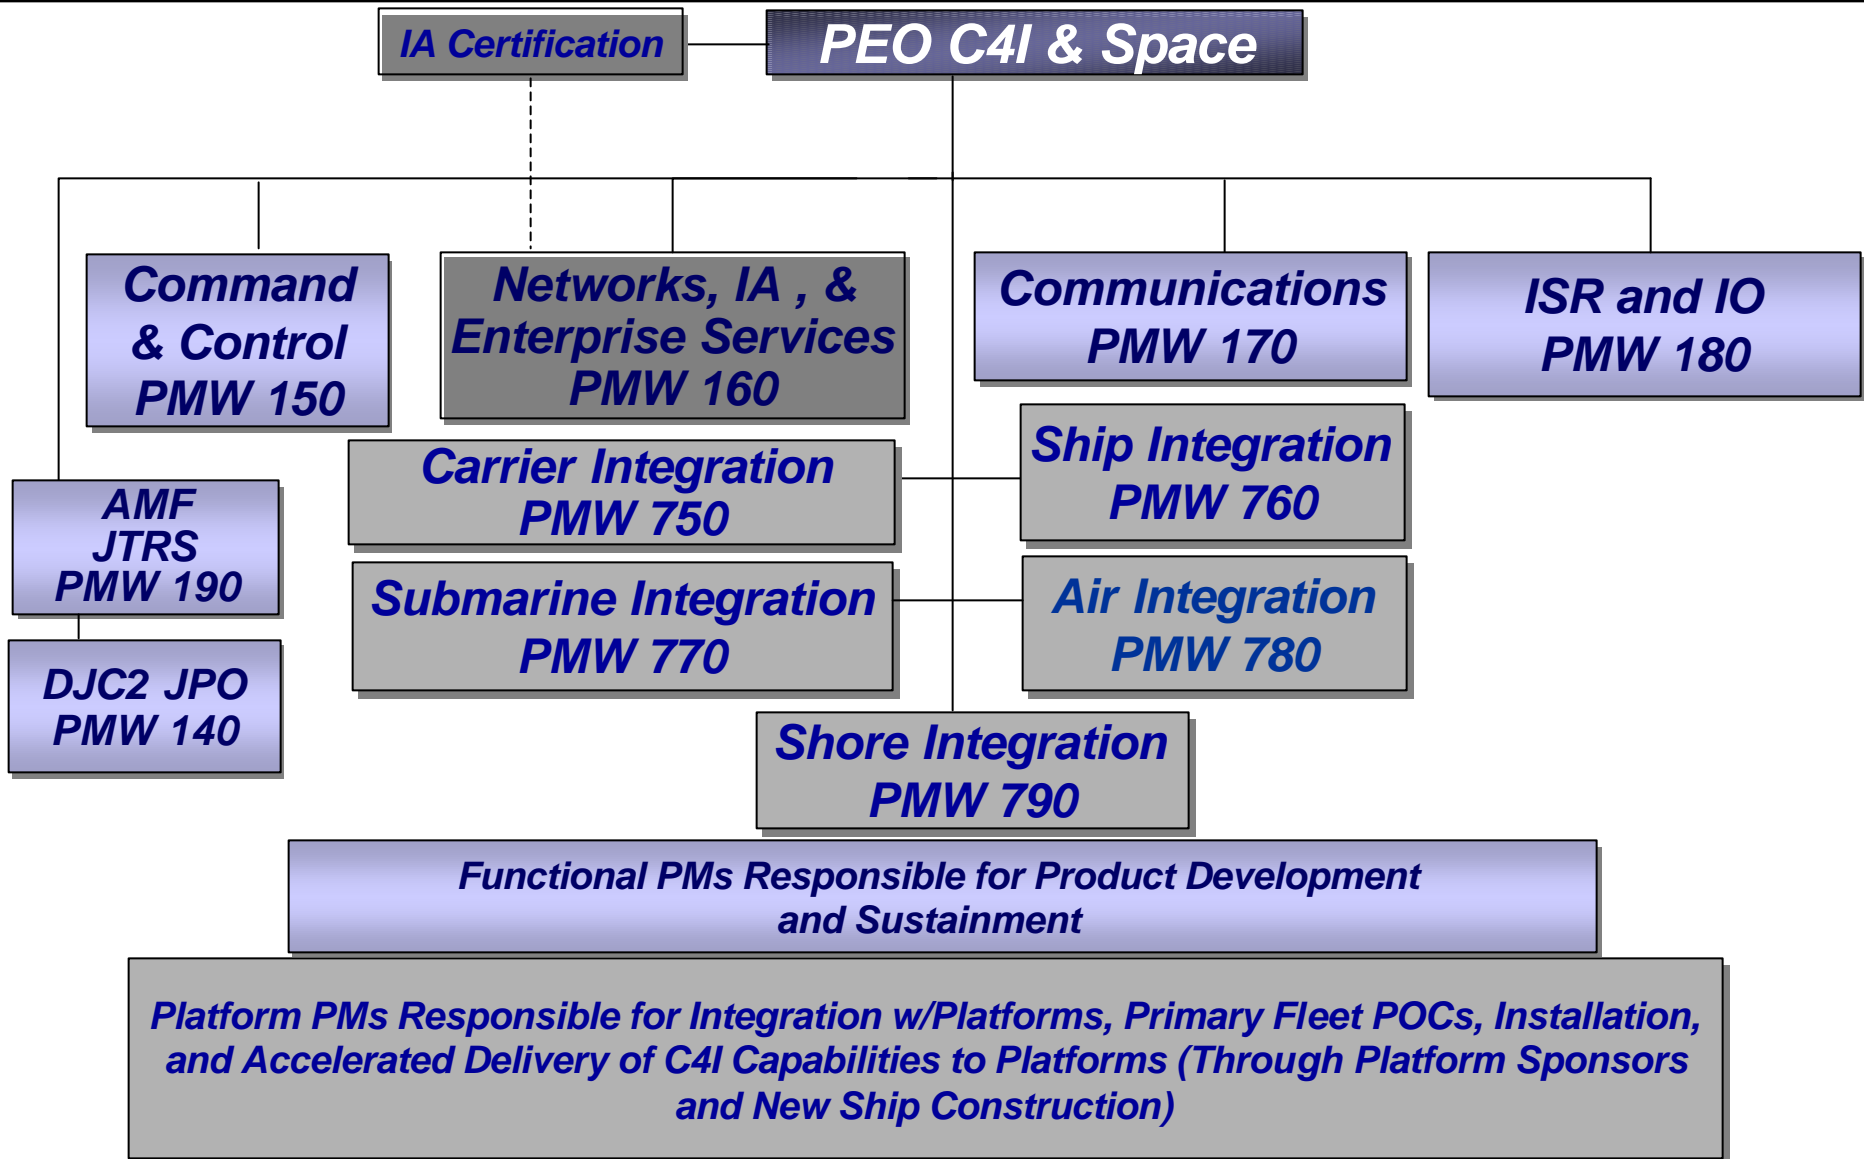 IA Certification
PEO C4I & Space
Command
& Control
PMW 150
Networks, IA , &
Enterprise Services
PMW 160
Communications
PMW 170
ISR and IO
PMW 180
Carrier Integration
PMW 750
Ship Integration
PMW 760
AMF
JTRS
PMW 190
Submarine Integration
PMW 770
Air Integration
PMW 780
DJC2 JPO
PMW 140
Shore Integration
PMW 790
Functional PMs Responsible for Product Development
and Sustainment
Platform PMs Responsible for Integration w/Platforms, Primary Fleet POCs, Installation,
and Accelerated Delivery of C4I Capabilities to Platforms (Through Platform Sponsors
and New Ship Construction)